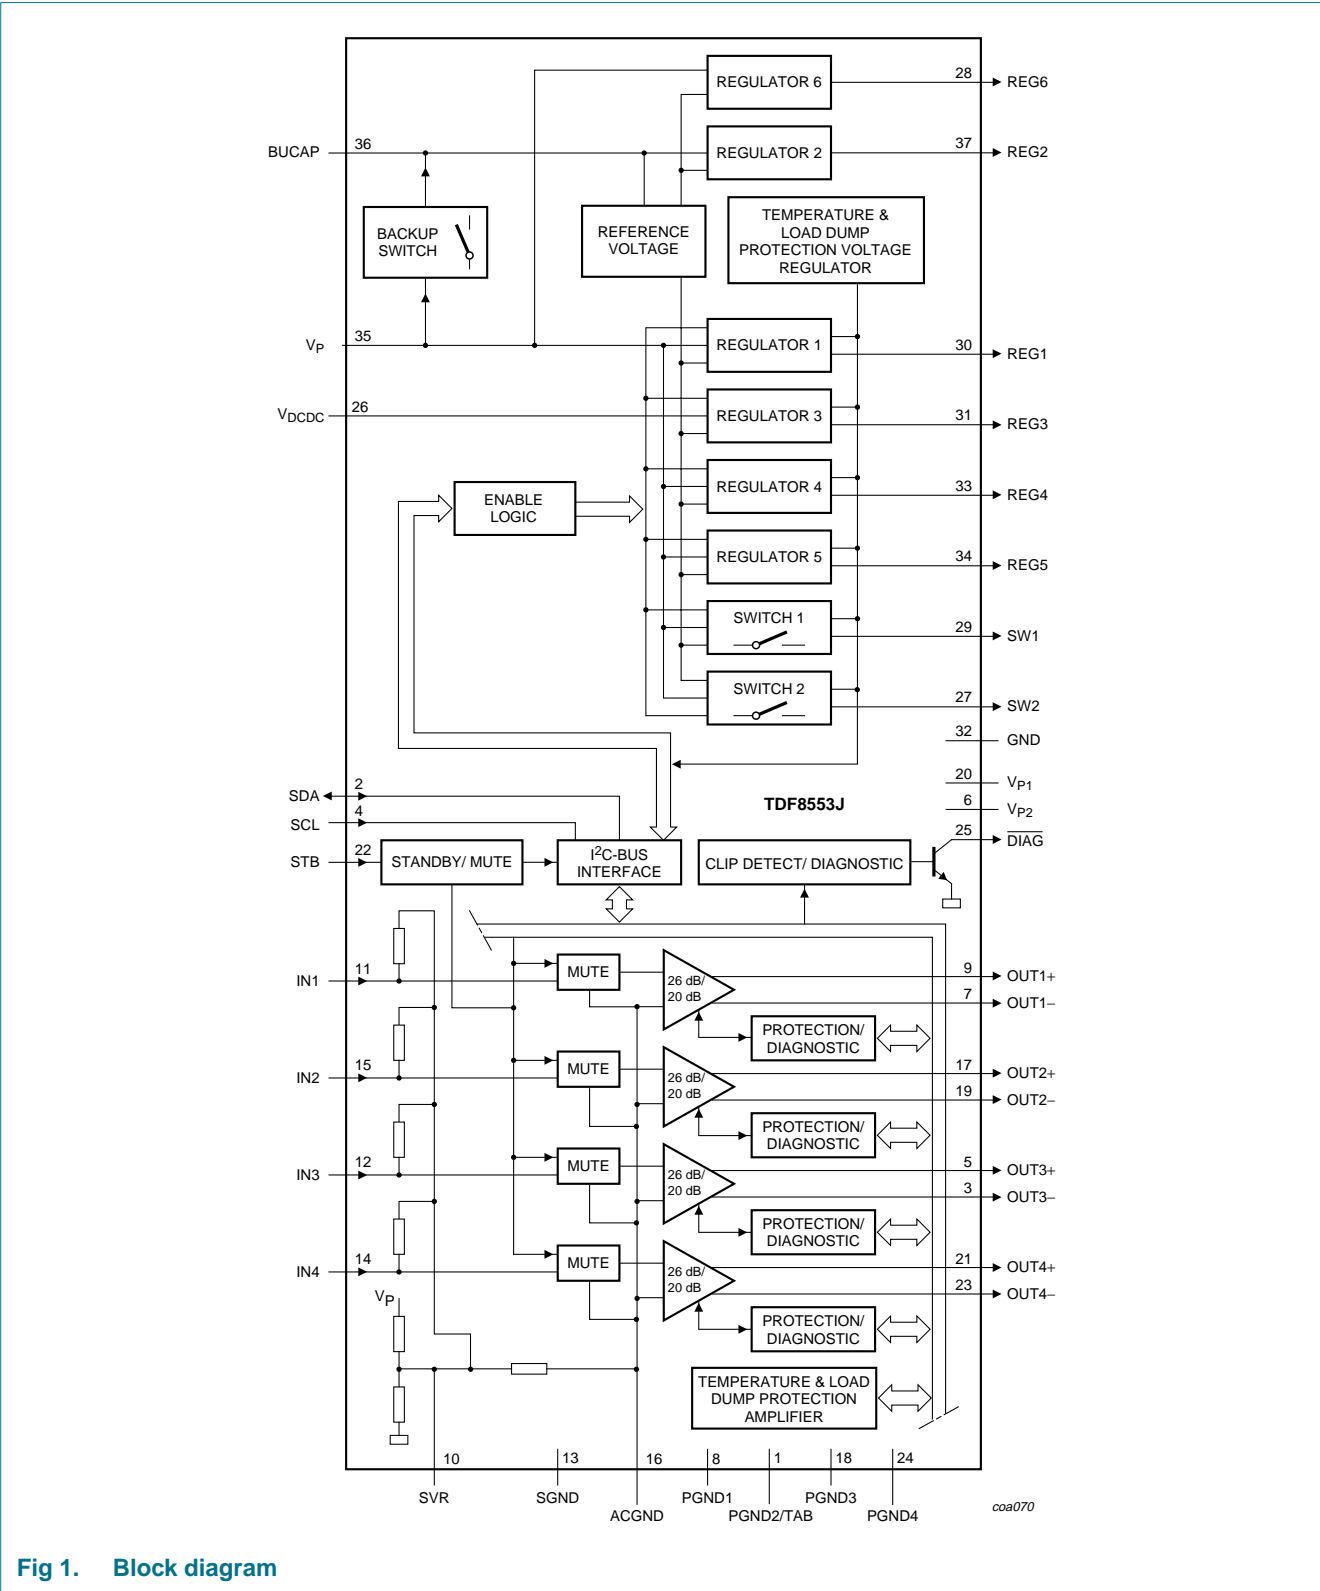 REGULATOR 6
28
REG6
BUCAP
36
REGULATOR 2
37
REG2
BACKUP
SWITCH
REFERENCE
VOLTAGE
TEMPERATURE &
LOAD DUMP
PROTECTION VOLTAGE
REGULATOR
VP
35
REGULATOR 1
30
REG1
VDCDC
26
REGULATOR 3
31
REG3
ENABLE
LOGIC
REGULATOR 4
33
REG4
REGULATOR 5
34
REG5
SWITCH 1
29
SW1
SWITCH 2
27
SW2
32
GND
20
VP1
TDF8553J
6
VP2
25
DIAG
SDA
2
SCL
4
STB
22
STANDBY/ MUTE
I2C-BUS
INTERFACE
CLIP DETECT/ DIAGNOSTIC
IN1
11
MUTE
26 dB/
20 dB
9
OUT1+
7
OUT1−
PROTECTION/
DIAGNOSTIC
IN2
15
MUTE
26 dB/
20 dB
17
OUT2+
19
OUT2−
PROTECTION/
DIAGNOSTIC
IN3
12
MUTE
26 dB/
20 dB
5
OUT3+
3
OUT3−
PROTECTION/
DIAGNOSTIC
IN4
14
MUTE
26 dB/
20 dB
21
OUT4+
23
OUT4−
PROTECTION/
DIAGNOSTIC
VP
TEMPERATURE & LOAD
DUMP PROTECTION
AMPLIFIER
10
13
16
8
1
18
24
SVR
SGND
ACGND
PGND1
PGND2/TAB
PGND3
PGND4
coa070
Fig 1. Block diagram